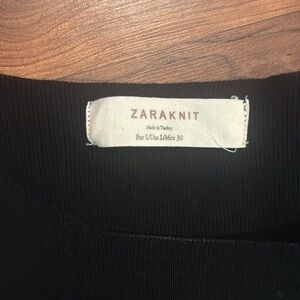 ZARAKNIT
Made in Turkey
Eur L/Usa L/Mex 30